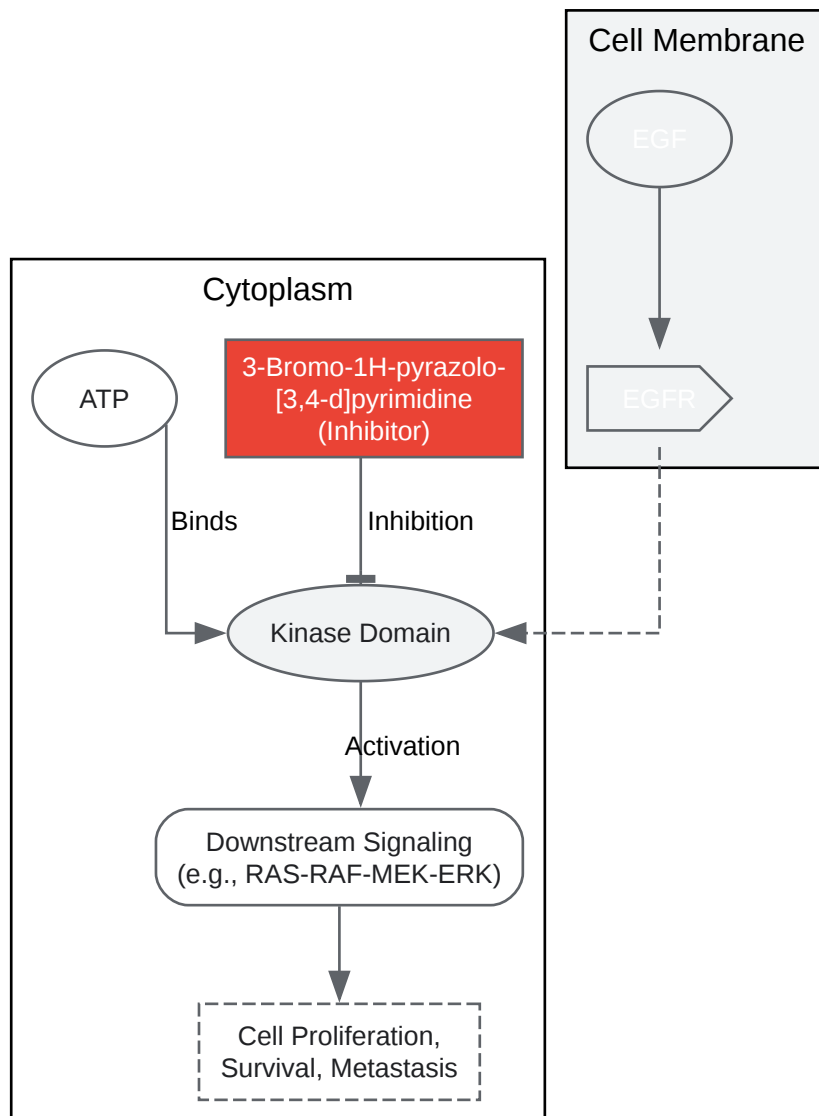 Cell Membrane
EGF
EGFR
Cytoplasm
ATP
3-Bromo-1H-pyrazolo-
[3,4-d]pyrimidine
(Inhibitor)
Binds
Inhibition
Kinase Domain
Activation
Downstream Signaling
(e.g., RAS-RAF-MEK-ERK)
Cell Proliferation,
Survival, Metastasis